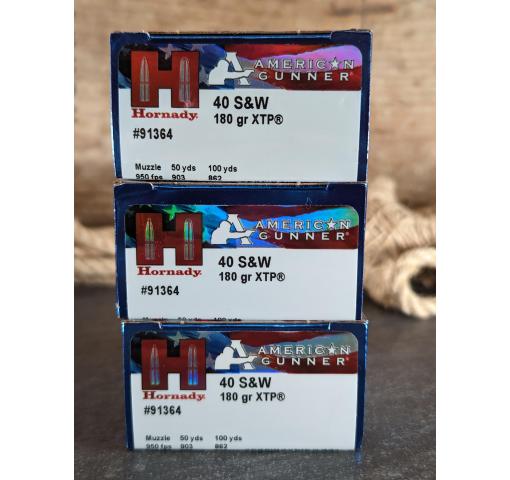 AMERICAN
GUNNER®
Hornady.
40 S&W
180 gr XTP®
#91364
Muzzle 50 yds 100 yds
950 fps 903 862
AMERICAN
GUNNER®
Hornady.
40 S&W
180 gr XTP®
#91364
AMERICAN
GUNNER®
Hornady.
40 S&W
180 gr XTP®
#91364
Muzzle 50 yds 100 yds
950 fps 903 862